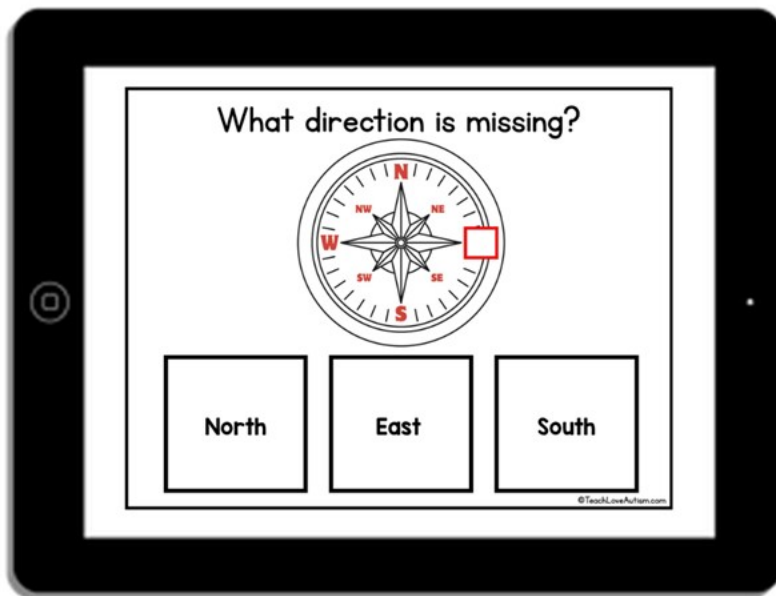 What direction is missing?
N
NW
NE
W
SW
SE
S
North
East
South
©TeachLoveAutism.com